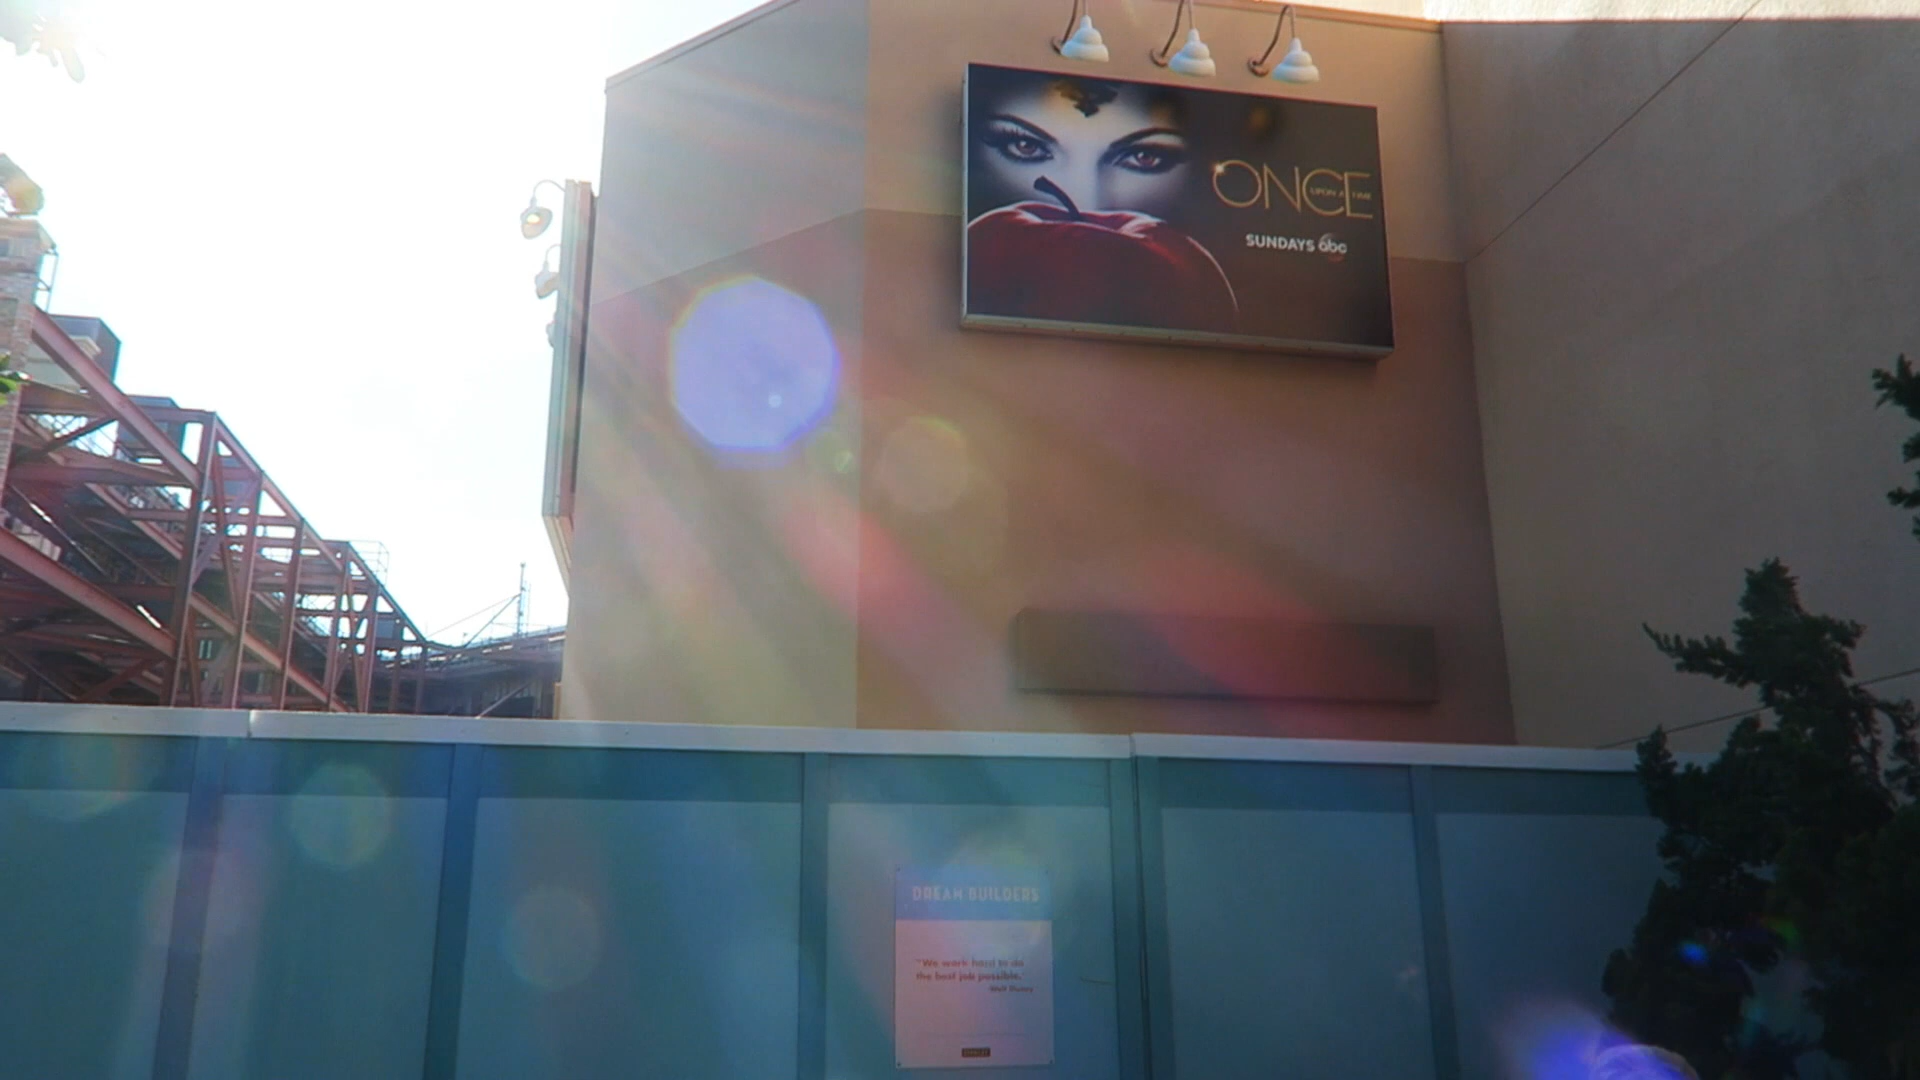 ONCE
UPON A TIME
SUNDAYS abc
DREAM BUILDERS
"We work hard to do
the best job possible."
-Walt Disney